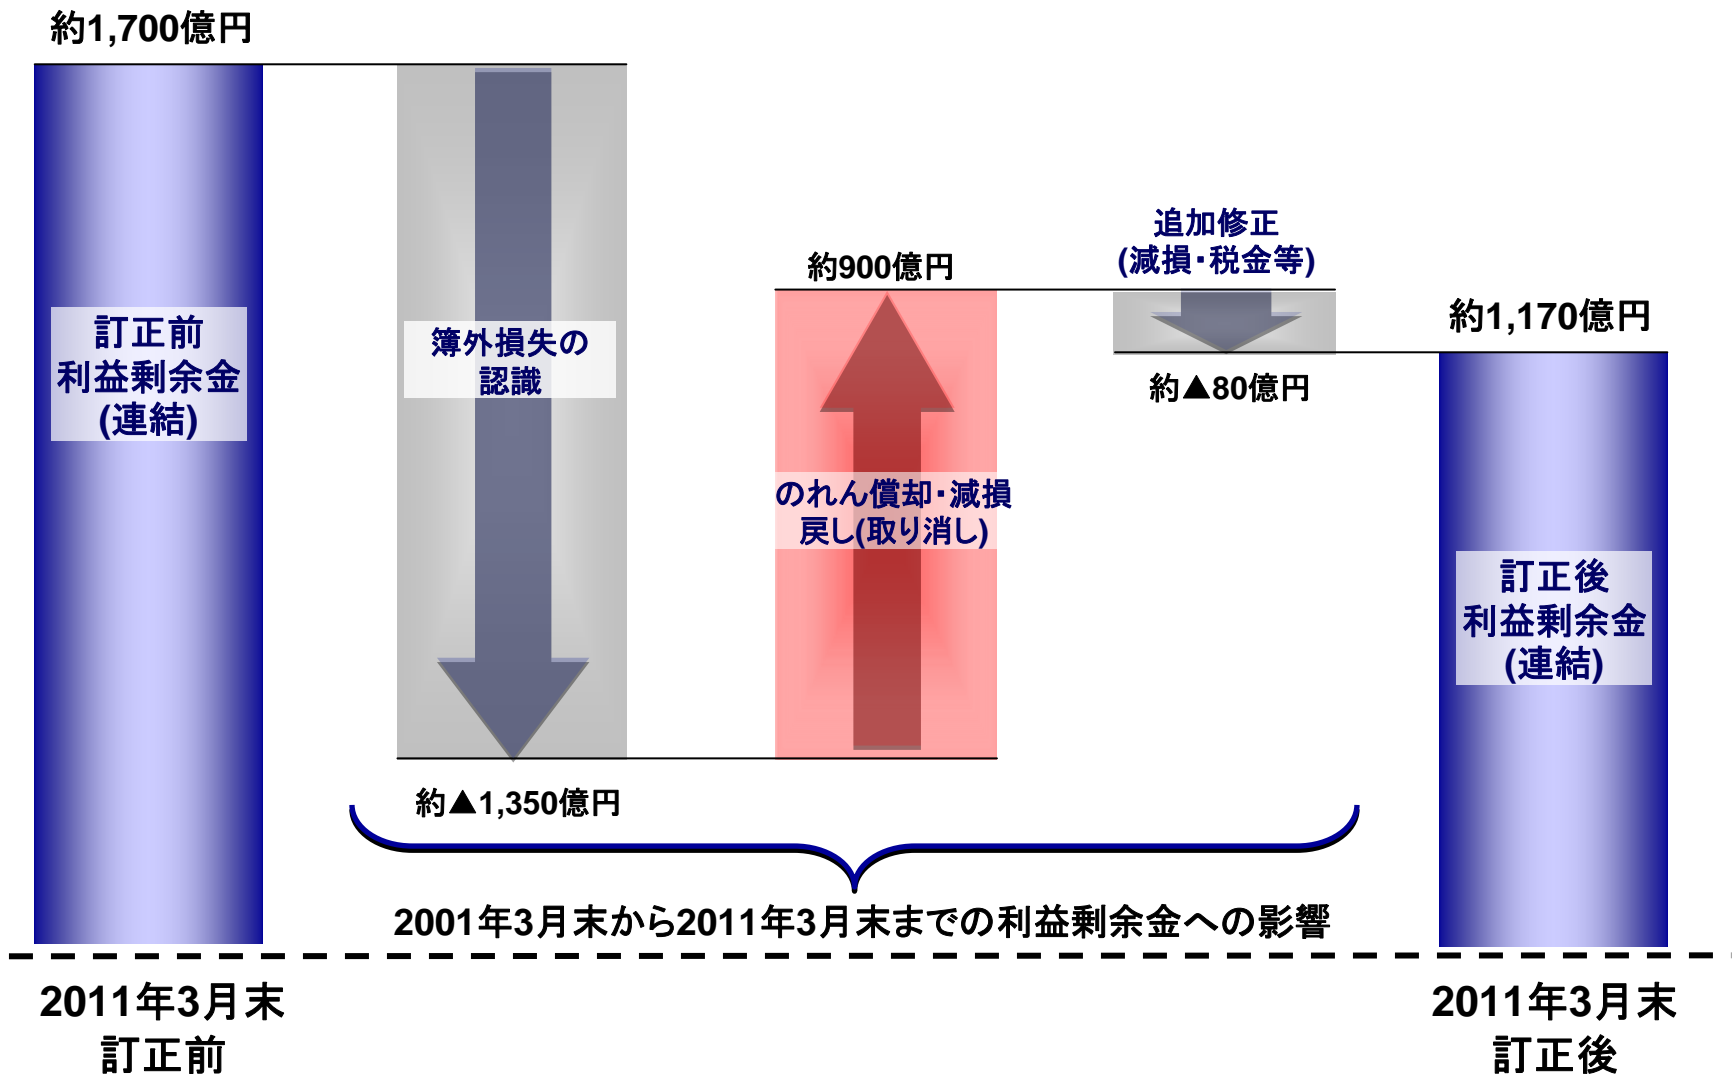 約1,700億円
訂正前
利益剰余金
(連結)
簿外損失の
認識
約▲1,350億円
約900億円
のれん償却・減損
戻し(取り消し)
追加修正
(減損・税金等)
約▲80億円
約1,170億円
訂正後
利益剰余金
(連結)
2001年3月末から2011年3月末までの利益剰余金への影響
2011年3月末
訂正前
2011年3月末
訂正後